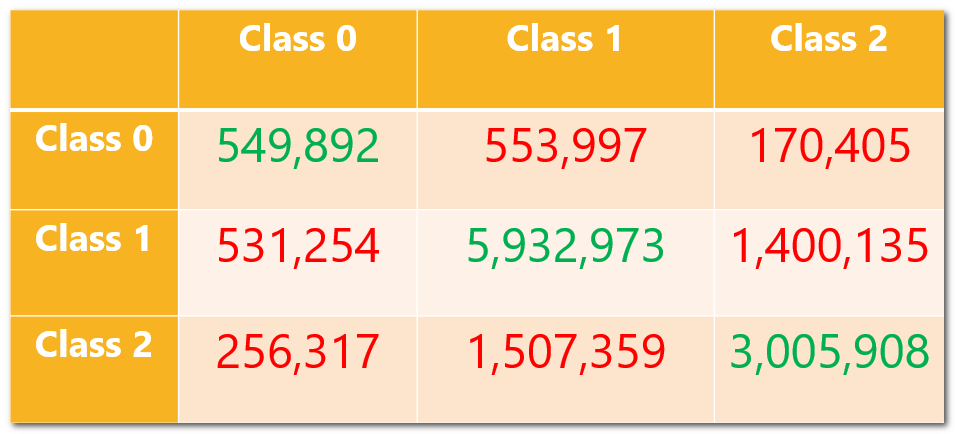 Class 0 Class 1 Class 2
Class 0 549,892 553,997 170,405
Class 1 531,254 5,932,973 1,400,135
Class 2 256,317 1,507,359 3,005,908